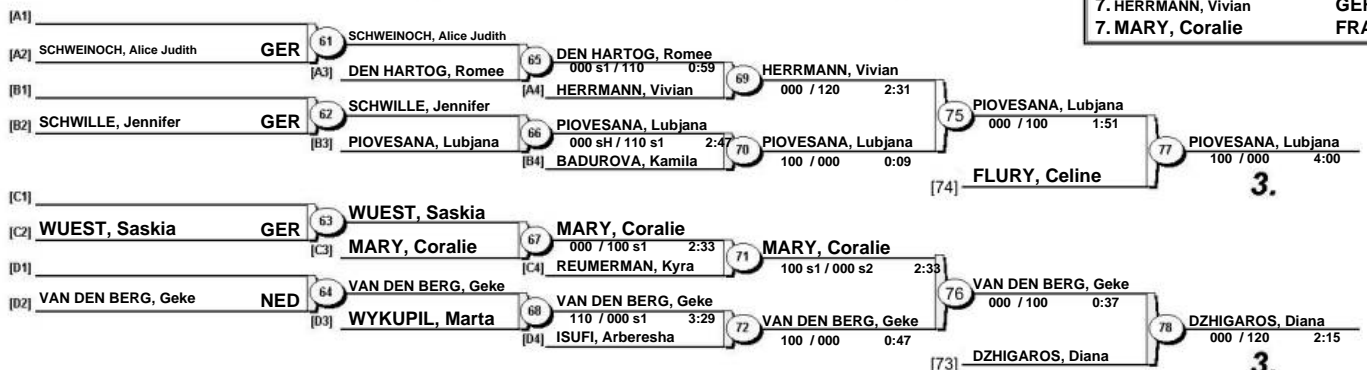 7. HERRMANN, Vivian GER
7. MARY, Coralie FRA
[A1]
[A2] SCHWEINOCH, Alice Judith GER
61 SCHWEINOCH, Alice Judith
[A3] DEN HARTOG, Romee
65 DEN HARTOG, Romee
000 s1 / 110 0:59
[A4] HERRMANN, Vivian
69 HERRMANN, Vivian
000 / 120 2:31
[B1]
[B2] SCHWILLE, Jennifer GER
62 SCHWILLE, Jennifer
[B3] PIOVESANA, Lubjana
66 PIOVESANA, Lubjana
000 sH / 110 s1 2:47
[B4] BADUROVA, Kamila
70 PIOVESANA, Lubjana
100 / 000 0:09
75 PIOVESANA, Lubjana
000 / 100 1:51
[74] FLURY, Celine
77 PIOVESANA, Lubjana
100 / 000 4:00
3.
[C1]
[C2] WUEST, Saskia GER
63 WUEST, Saskia
[C3] MARY, Coralie
67 MARY, Coralie
000 / 100 s1 2:33
[C4] REUMERMAN, Kyra
71 MARY, Coralie
100 s1 / 000 s2 2:33
[D1]
[D2] VAN DEN BERG, Geke NED
64 VAN DEN BERG, Geke
[D3] WYKUPIL, Marta
68 VAN DEN BERG, Geke
110 / 000 s1 3:29
[D4] ISUFI, Arberesha
72 VAN DEN BERG, Geke
100 / 000 0:47
76 VAN DEN BERG, Geke
000 / 100 0:37
[73] DZHIGAROS, Diana
78 DZHIGAROS, Diana
000 / 120 2:15
3.